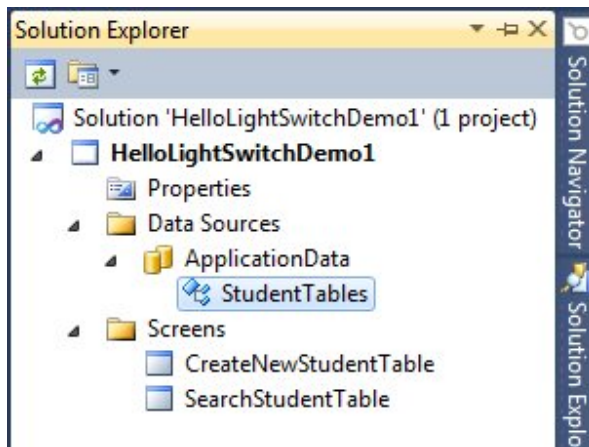 Solution Explorer
Solution 'HelloLightSwitchDemo1' (1 project)
HelloLightSwitchDemo1
Properties
Data Sources
ApplicationData
StudentTables
Screens
CreateNewStudentTable
SearchStudentTable
Solution Navigator
Solution Explo